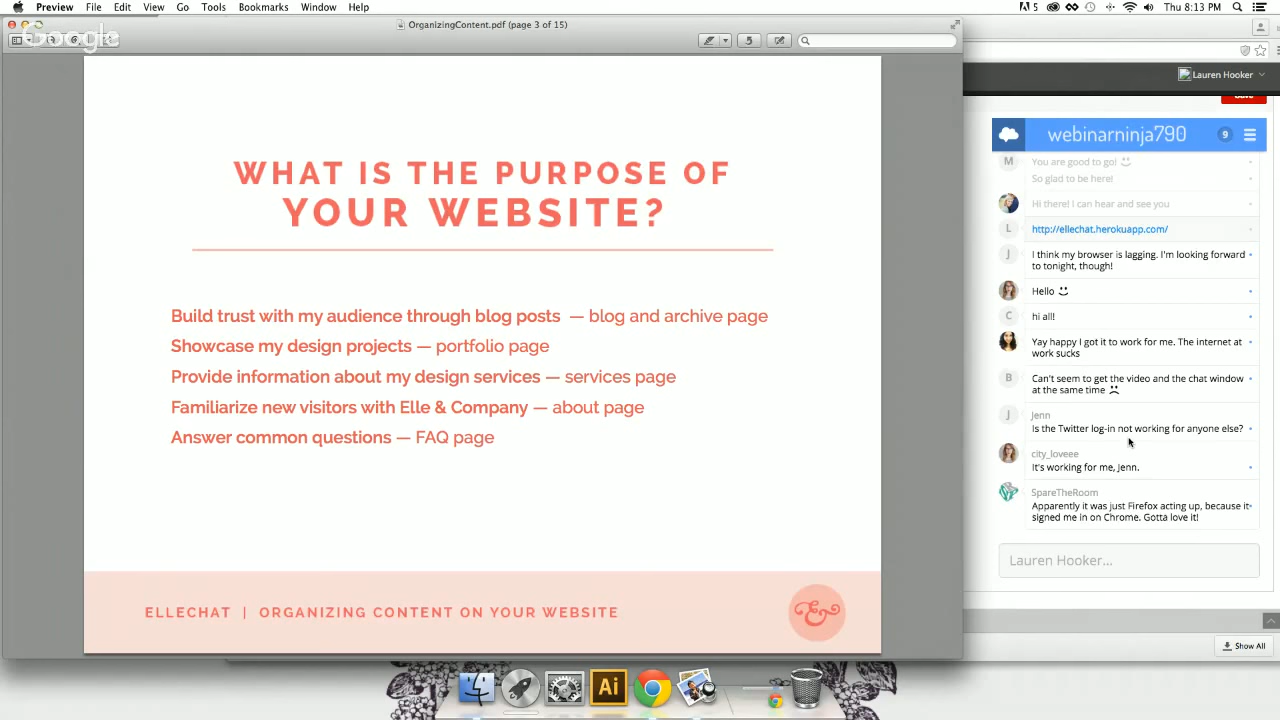 Preview File Edit View Go Tools Bookmarks Window Help
5 Thu 8:13 PM
OrganizingContent.pdf (page 3 of 15)
Google
Lauren Hooker
WHAT IS THE PURPOSE OF
YOUR WEBSITE?
Build trust with my audience through blog posts — blog and archive page
Showcase my design projects — portfolio page
Provide information about my design services — services page
Familiarize new visitors with Elle & Company — about page
Answer common questions — FAQ page
ELLECHAT | ORGANIZING CONTENT ON YOUR WEBSITE
E
webinarninja790 9
M
You are good to go!
So glad to be here!
Hi there! I can hear and see you
L
http://ellechat.herokuapp.com/
J
I think my browser is lagging. I'm looking forward
to tonight, though!
Hello
C
hi all!
Yay happy I got it to work for me. The internet at
work sucks
B
Can't seem to get the video and the chat window
at the same time
J
Jenn
Is the Twitter log-in not working for anyone else?
city_loveee
It's working for me, Jenn.
SpareTheRoom
Apparently it was just Firefox acting up, because it
signed me in on Chrome. Gotta love it!
Lauren Hooker...
Show All
Ai